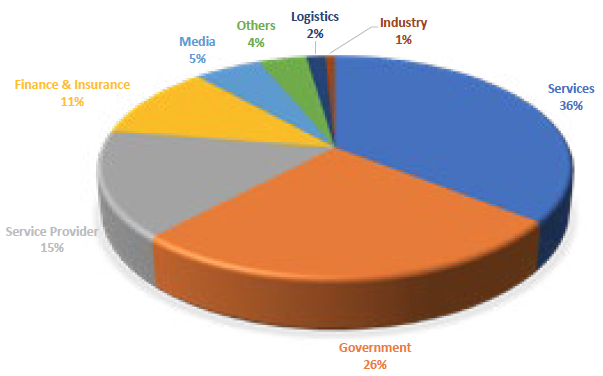 Logistics
2%
Industry
1%
Others
4%
Media
5%
Services
36%
Finance & Insurance
11%
Service Provider
15%
Government
26%